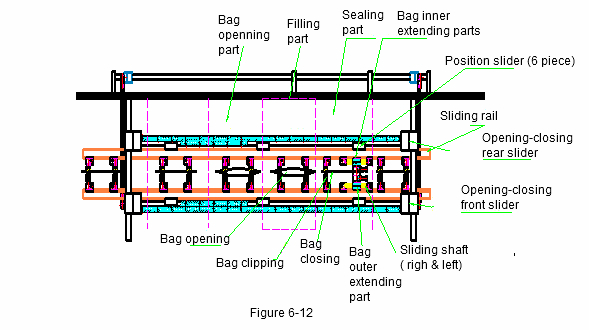 Bag
openning
part
Filling
part
Sealing
part
Bag inner
extending parts
Position slider (6 piece)
Sliding rail
Opening-closing
rear slider
Opening-closing
front slider
Bag opening
Bag clipping
Bag
closing
Bag
outer
extending
part
Sliding shaft
( righ & left)
Figure 6-12